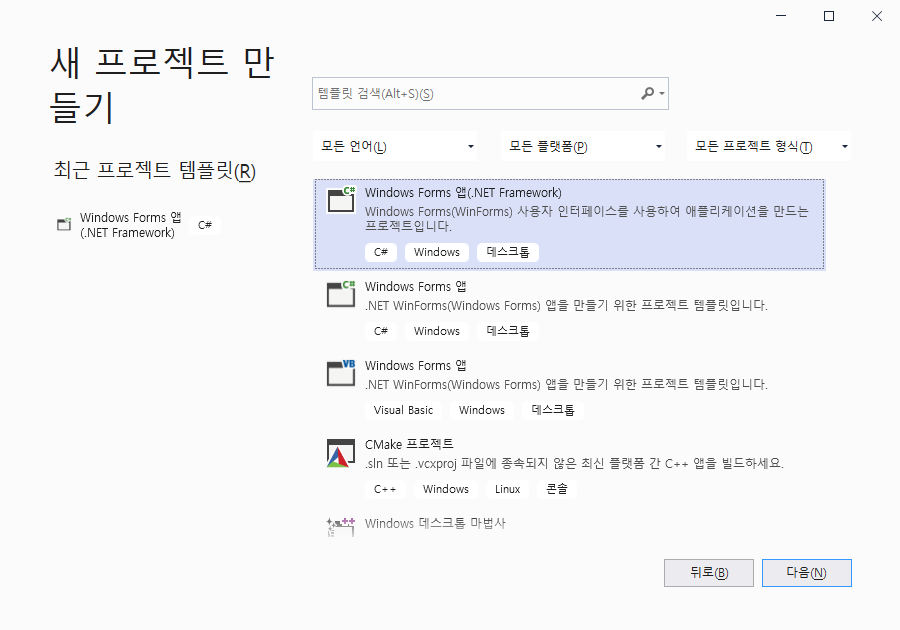 새 프로젝트 만
들기
최근 프로젝트 템플릿(R)
Windows Forms 앱
(.NET Framework)
C#
템플릿 검색(Alt+S)(S)
모든 언어(L)
모든 플랫폼(P)
모든 프로젝트 형식(T)
C#
Windows Forms 앱(.NET Framework)
Windows Forms(WinForms) 사용자 인터페이스를 사용하여 애플리케이션을 만드는
프로젝트입니다.
C# Windows 데스크톱
C#
Windows Forms 앱
.NET WinForms(Windows Forms) 앱을 만들기 위한 프로젝트 템플릿입니다.
C# Windows 데스크톱
VB
Windows Forms 앱
.NET WinForms(Windows Forms) 앱을 만들기 위한 프로젝트 템플릿입니다.
Visual Basic Windows 데스크톱
CMake 프로젝트
.sln 또는 .vcxproj 파일에 종속되지 않은 최신 플랫폼 간 C++ 앱을 빌드하세요.
C++ Windows Linux 콘솔
Windows 데스크톱 마법사
뒤로(B)
다음(N)